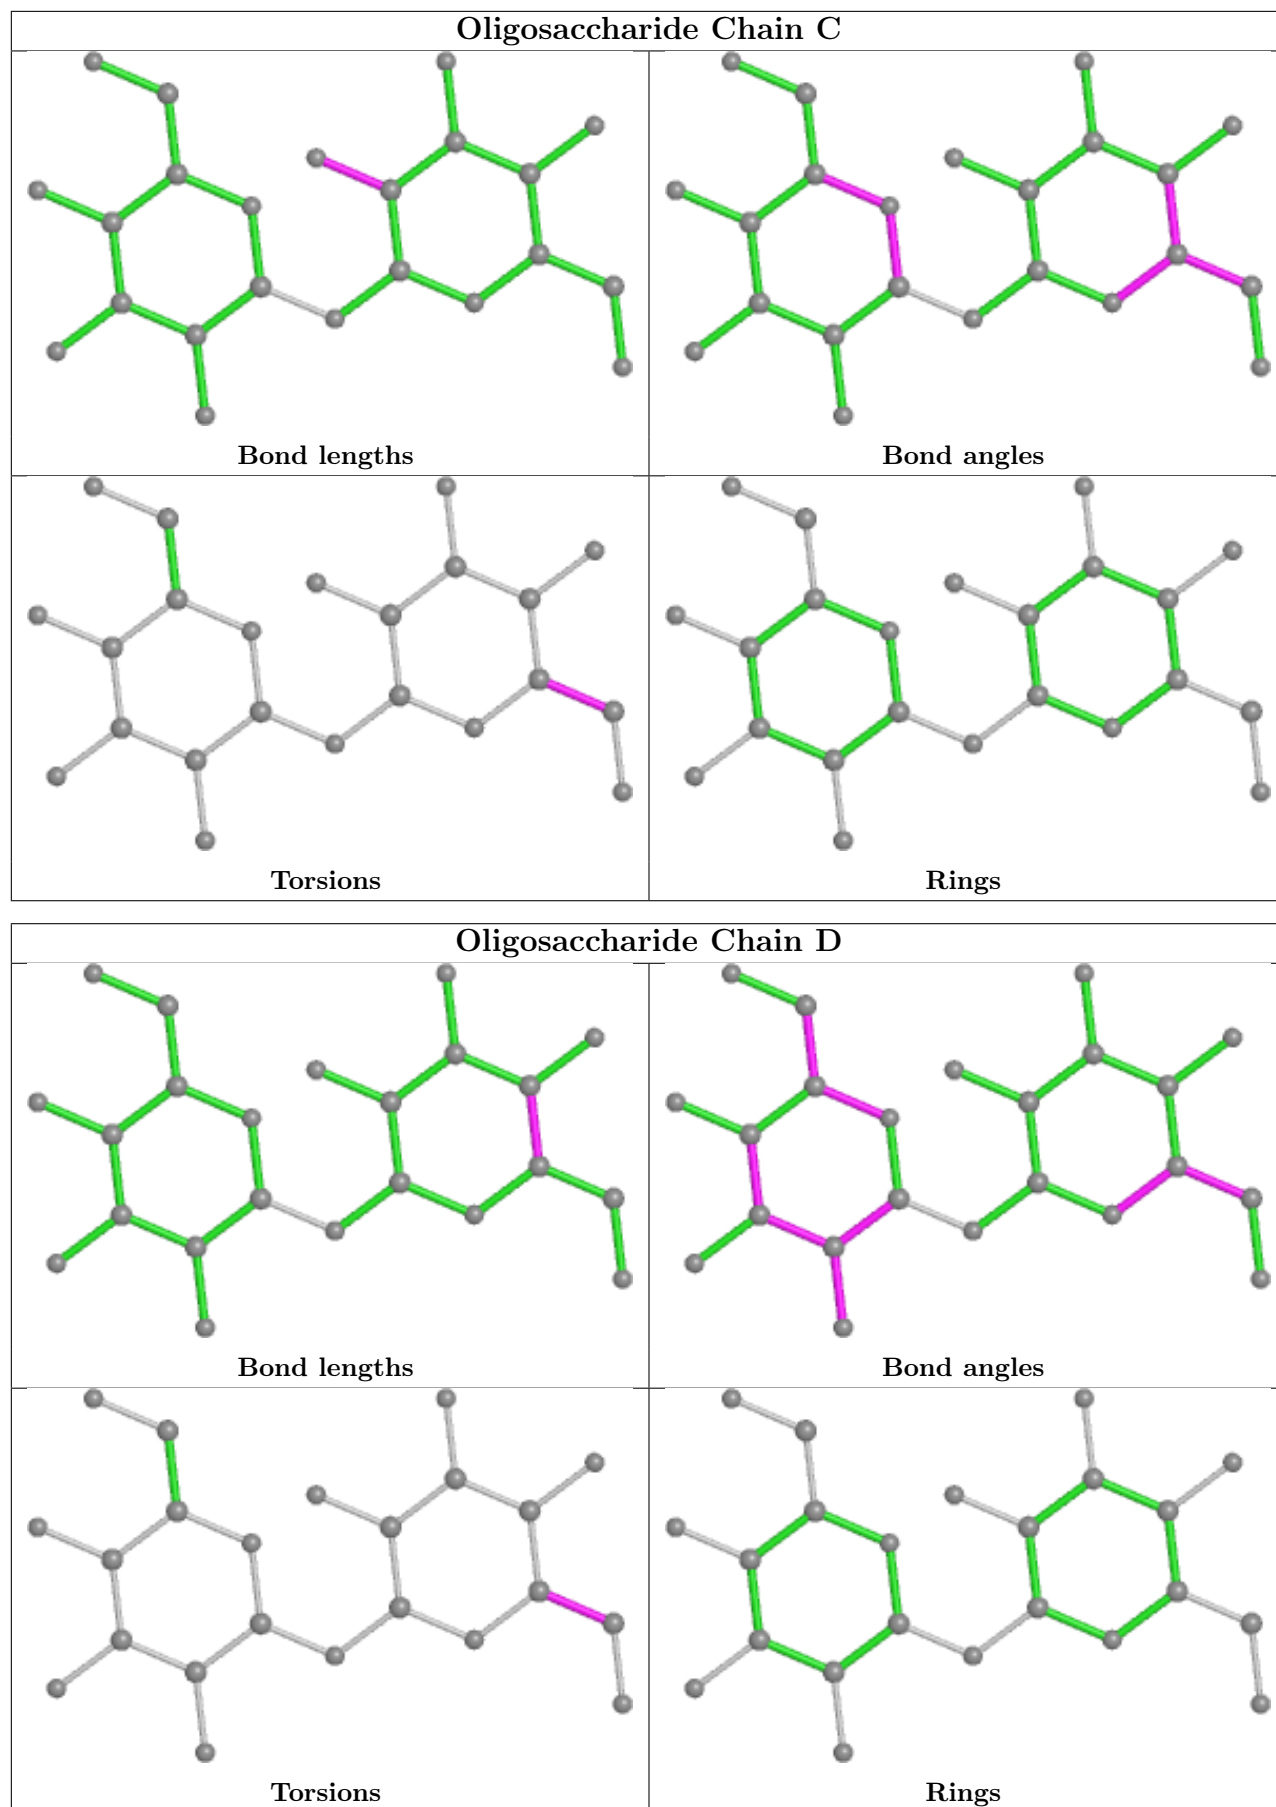 Oligosaccharide Chain C
Bond lengths
Bond angles
Torsions
Rings
Oligosaccharide Chain D
Bond lengths
Bond angles
Torsions
Rings